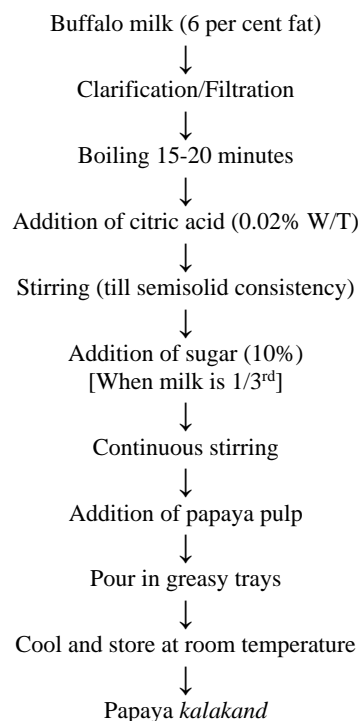 Buffalo milk (6 per cent fat)
↓
Clarification/Filtration
↓
Boiling 15-20 minutes
↓
Addition of citric acid (0.02% W/T)
↓
Stirring (till semisolid consistency)
↓
Addition of sugar (10%)
[When milk is 1/3rd]
↓
Continuous stirring
↓
Addition of papaya pulp
↓
Pour in greasy trays
↓
Cool and store at room temperature
↓
Papaya kalakand